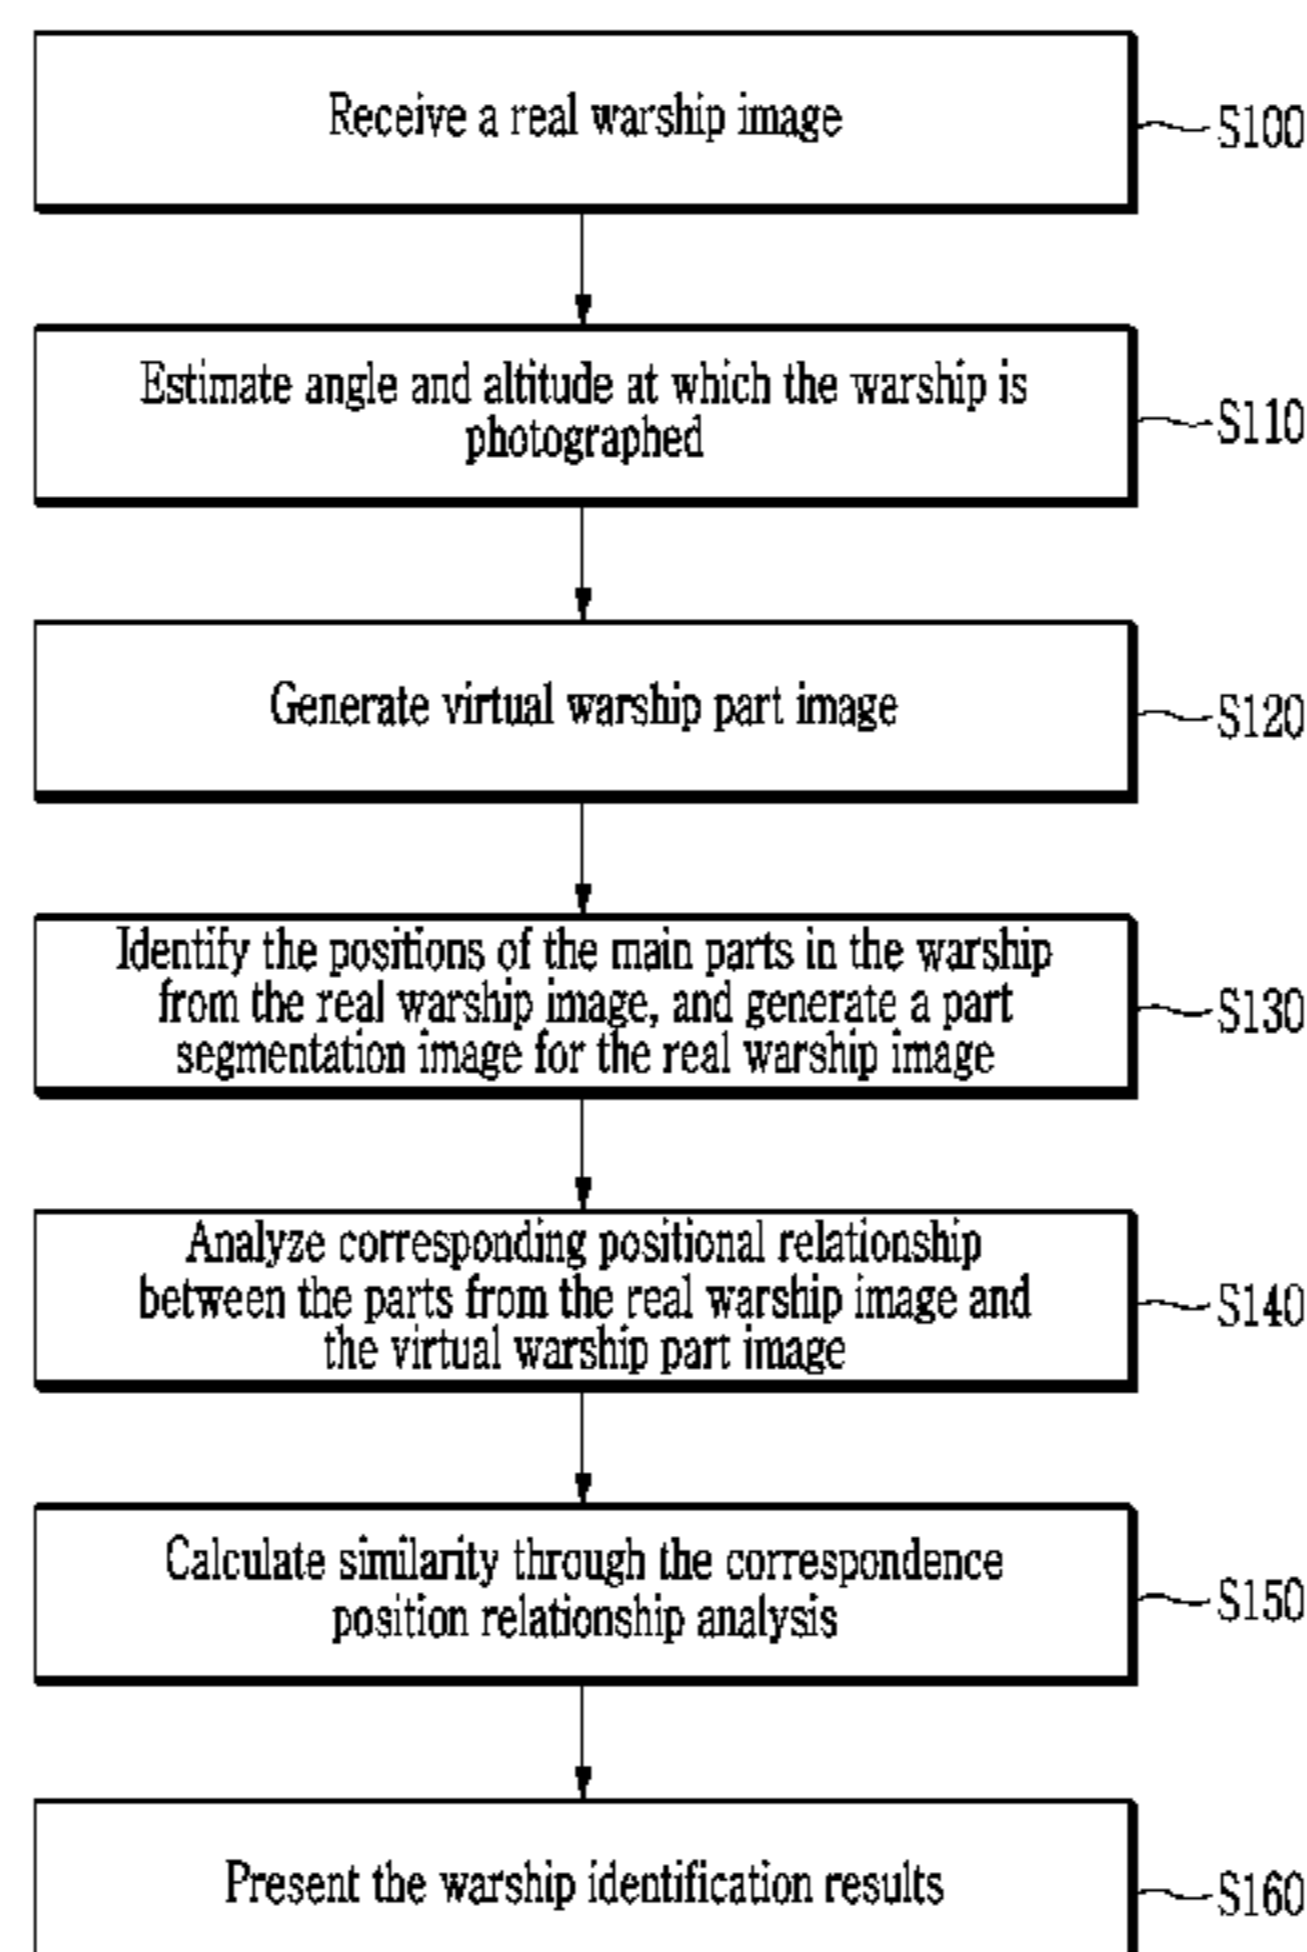 Receive a real warship image
S100
Estimate angle and altitude at which the warship is
photographed
S110
Generate virtual warship part image
S120
Identify the positions of the main parts in the warship
from the real warship image, and generate a part
segmentation image for the real warship image
S130
Analyze corresponding positional relationship
between the parts from the real warship image and
the virtual warship part image
S140
Calculate similarity through the correspondence
position relationship analysis
S150
Present the warship identification results
S160